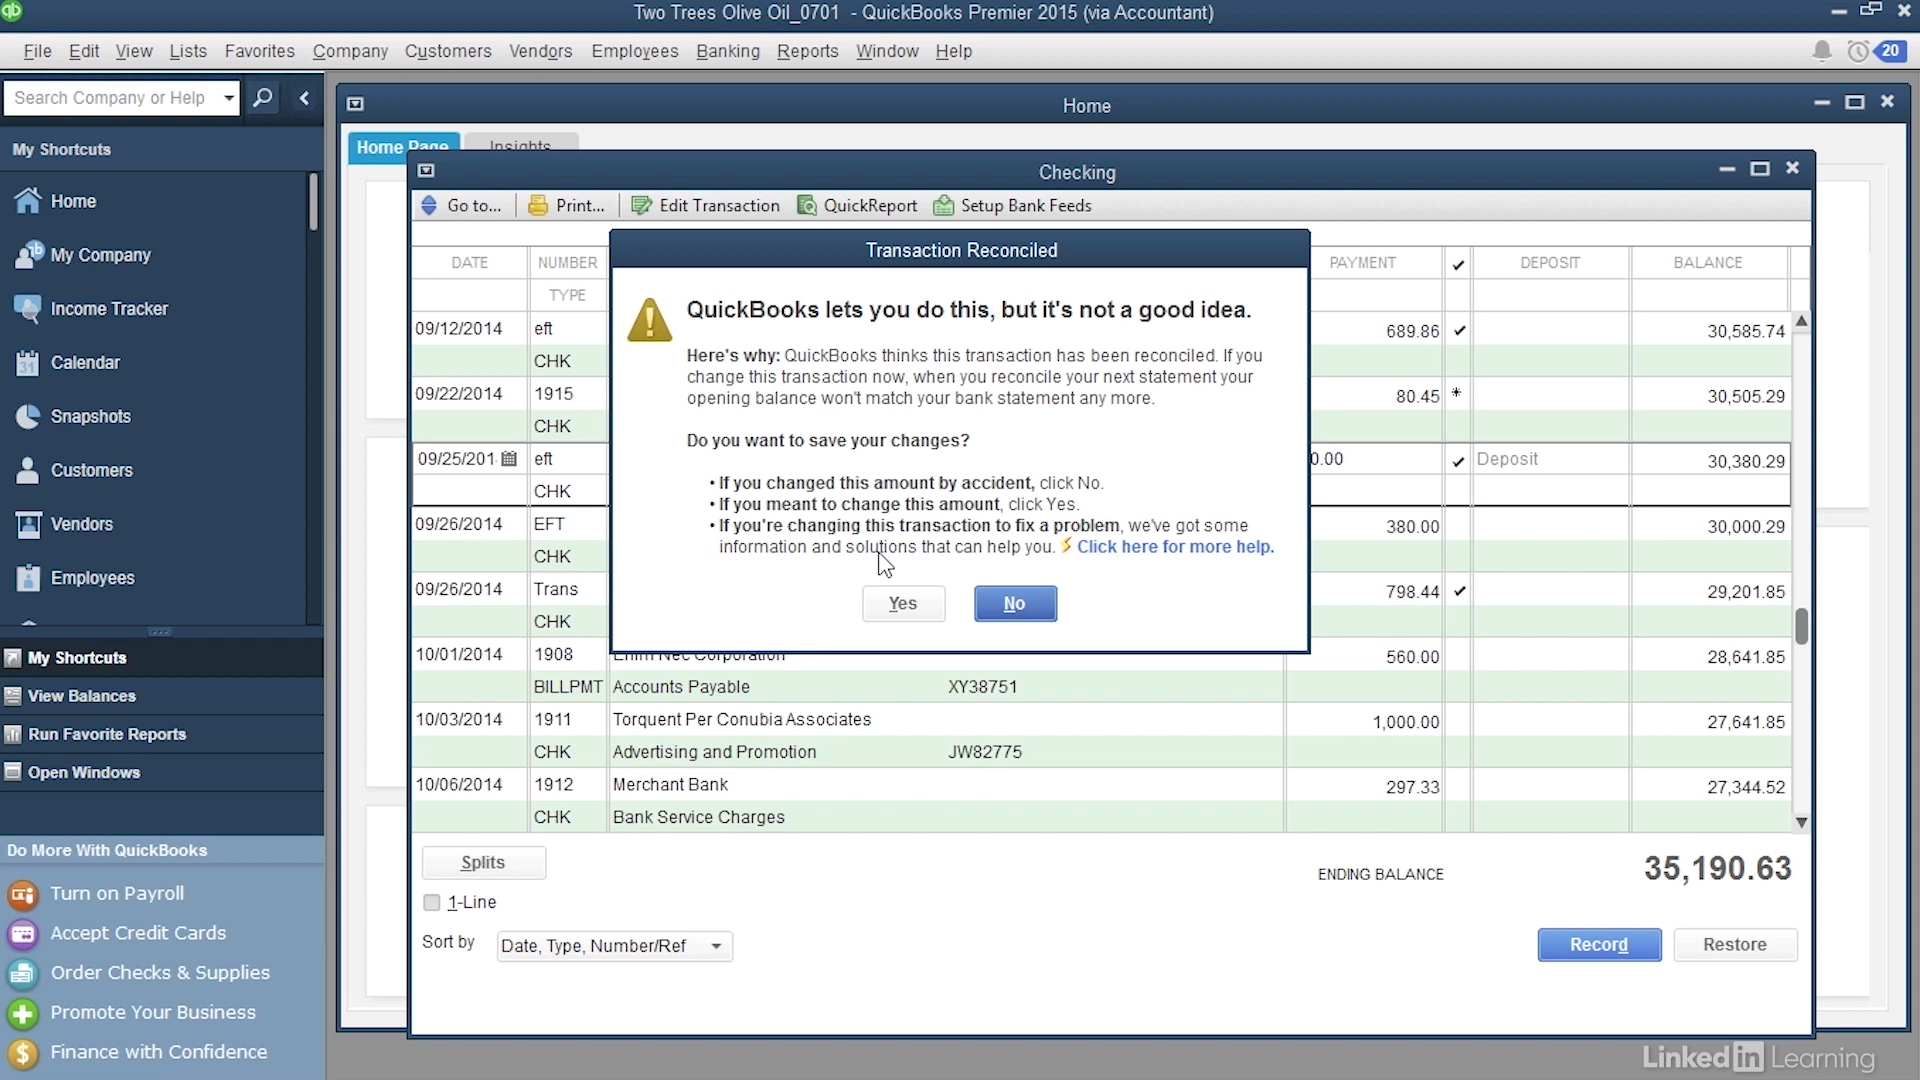 Two Trees Olive Oil_0701 - QuickBooks Premier 2015 (via Accountant)
File Edit View Lists Favorites Company Customers Vendors Employees Banking Reports Window Help 20
Search Company or Help
My Shortcuts
Home
My Company
Income Tracker
Calendar
Snapshots
Customers
Vendors
Employees
My Shortcuts
View Balances
Run Favorite Reports
Open Windows
Do More With QuickBooks
Turn on Payroll
Accept Credit Cards
Order Checks & Supplies
Promote Your Business
Finance with Confidence
Home
Home Page Insights
Checking
Go to... Print... Edit Transaction QuickReport Setup Bank Feeds
DATE NUMBER PAYMENT ✓ DEPOSIT BALANCE
TYPE
09/12/2014 eft 689.86 ✓ 30,585.74
CHK
09/22/2014 1915 80.45 * 30,505.29
CHK
09/25/201 eft 0.00 ✓ Deposit 30,380.29
CHK
09/26/2014 EFT 380.00 30,000.29
CHK
09/26/2014 Trans 798.44 ✓ 29,201.85
CHK
10/01/2014 1908 Enim Nec Corporation 560.00 28,641.85
BILLPMT Accounts Payable XY38751
10/03/2014 1911 Torquent Per Conubia Associates 1,000.00 27,641.85
CHK Advertising and Promotion JW82775
10/06/2014 1912 Merchant Bank 297.33 27,344.52
CHK Bank Service Charges
Transaction Reconciled
QuickBooks lets you do this, but it's not a good idea.
Here's why: QuickBooks thinks this transaction has been reconciled. If you
change this transaction now, when you reconcile your next statement your
opening balance won't match your bank statement any more.
Do you want to save your changes?
• If you changed this amount by accident, click No.
• If you meant to change this amount, click Yes.
• If you're changing this transaction to fix a problem, we've got some
information and solutions that can help you. Click here for more help.
Yes No
Splits
ENDING BALANCE 35,190.63
1-Line
Sort by Date, Type, Number/Ref
Record Restore
Linked in Learning